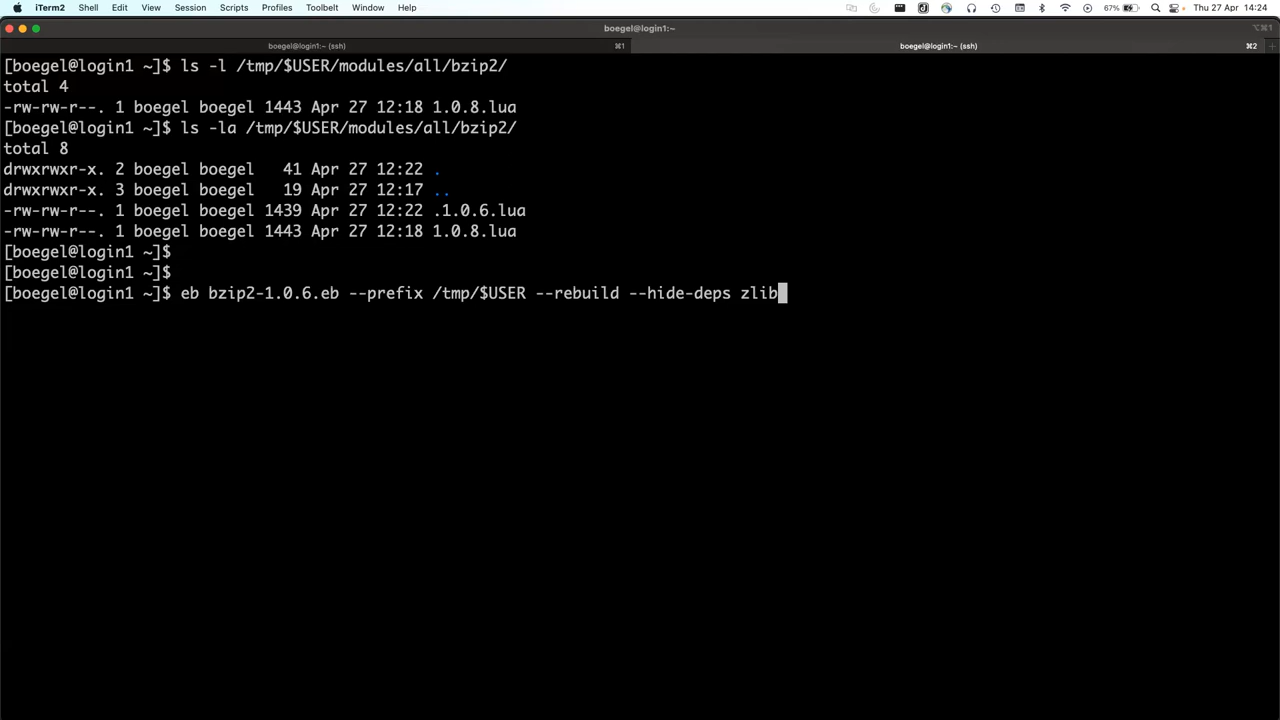 iTerm2 Shell Edit View Session Scripts Profiles Toolbelt Window Help 67% Thu 27 Apr 14:24
boegel@login1:~ ⌥⌘1
boegel@login1:~ (ssh) ⌘1 boegel@login1:~ (ssh) ⌘2 +
[boegel@login1 ~]$ ls -l /tmp/$USER/modules/all/bzip2/
total 4
-rw-rw-r--. 1 boegel boegel 1443 Apr 27 12:18 1.0.8.lua
[boegel@login1 ~]$ ls -la /tmp/$USER/modules/all/bzip2/
total 8
drwxrwxr-x. 2 boegel boegel   41 Apr 27 12:22 .
drwxrwxr-x. 3 boegel boegel   19 Apr 27 12:17 ..
-rw-rw-r--. 1 boegel boegel 1439 Apr 27 12:22 .1.0.6.lua
-rw-rw-r--. 1 boegel boegel 1443 Apr 27 12:18 1.0.8.lua
[boegel@login1 ~]$
[boegel@login1 ~]$
[boegel@login1 ~]$ eb bzip2-1.0.6.eb --prefix /tmp/$USER --rebuild --hide-deps zlib